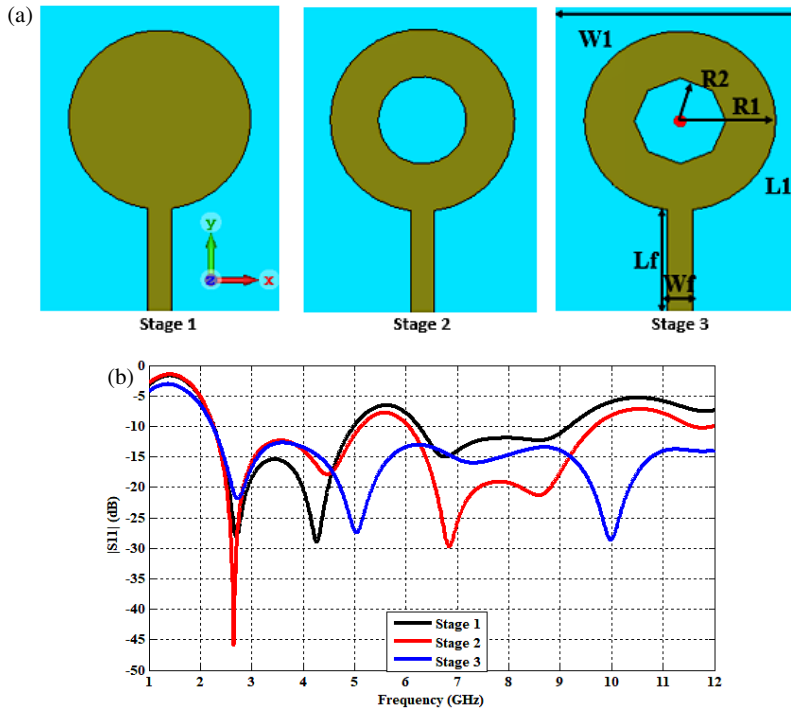 (a)
W1
R2
R1
L1
Lf
Wf
y
z
x
Stage 1
Stage 2
Stage 3
(b)
0
-5
-10
-15
-20
-25
-30
-35
-40
-45
-50
|S11| (dB)
Stage 1
Stage 2
Stage 3
1 2 3 4 5 6 7 8 9 10 11 12
Frequency (GHz)